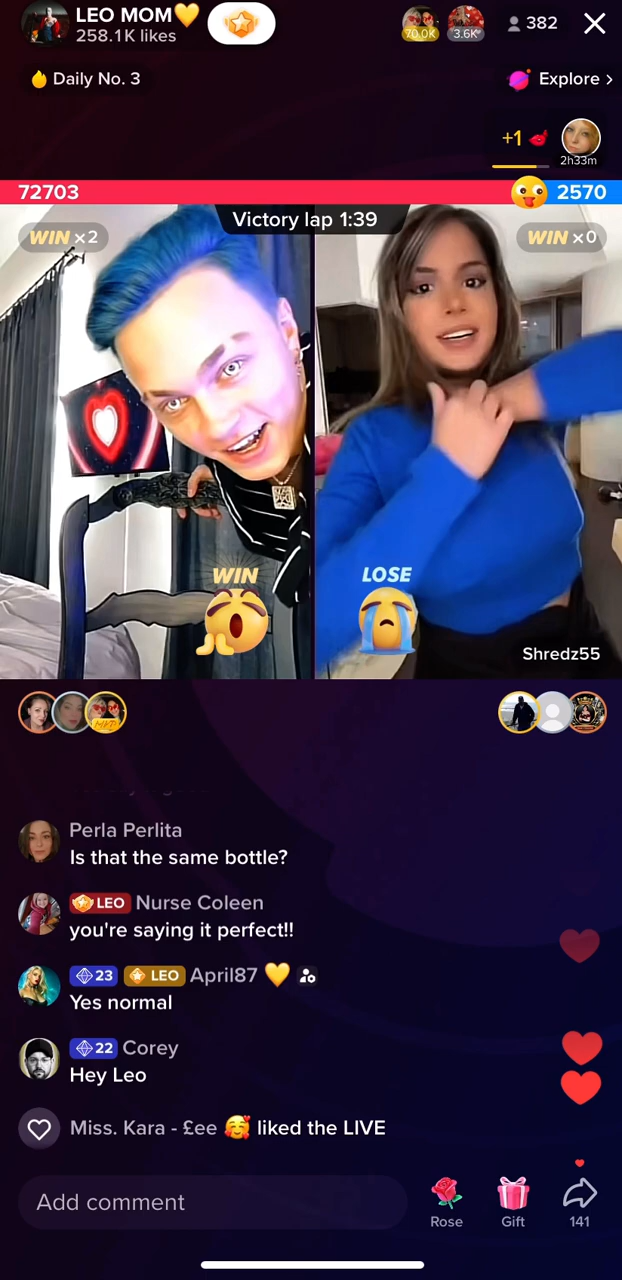 LEO MOM💛
258.1K likes
70.0K
3.6K
382
Daily No. 3
Explore
+1
2h33m
72703
2570
Victory lap 1:39
WIN x2
WIN x0
WIN
LOSE
Shredz55
Perla Perlita
Is that the same bottle?
LEO Nurse Coleen
you're saying it perfect!!
23 LEO April87 💛
Yes normal
22 Corey
Hey Leo
Miss. Kara - £ee 🥰 liked the LIVE
Add comment
Rose
Gift
141